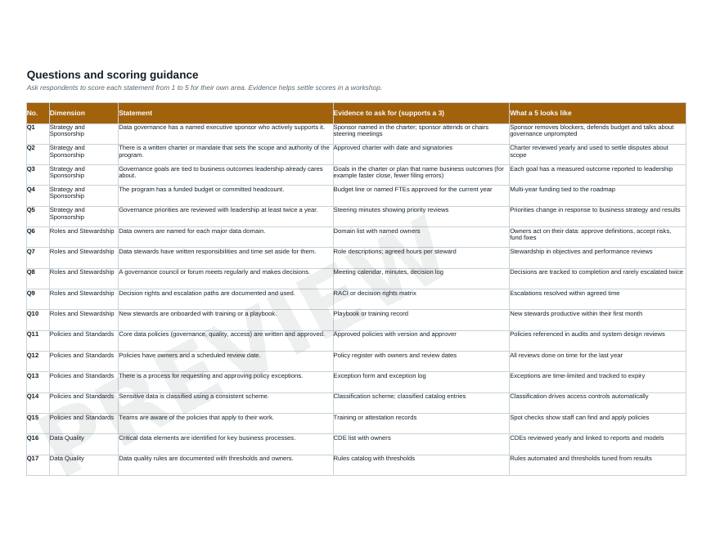 Questions and scoring guidance
Ask respondents to score each statement from 1 to 5 for their own area. Evidence helps settle scores in a workshop.
No. Dimension Statement Evidence to ask for (supports a 3) What a 5 looks like
Q1 Strategy and Sponsorship Data governance has a named executive sponsor who actively supports it. Sponsor named in the charter; sponsor attends or chairs steering meetings Sponsor removes blockers, defends budget and talks about governance unprompted
Q2 Strategy and Sponsorship There is a written charter or mandate that sets the scope and authority of the program. Approved charter with date and signatories Charter reviewed yearly and used to settle disputes about scope
Q3 Strategy and Sponsorship Governance goals are tied to business outcomes leadership already cares about. Goals in the charter or plan that name business outcomes (for example faster close, fewer filing errors) Each goal has a measured outcome reported to leadership
Q4 Strategy and Sponsorship The program has a funded budget or committed headcount. Budget line or named FTEs approved for the current year Multi-year funding tied to the roadmap
Q5 Strategy and Sponsorship Governance priorities are reviewed with leadership at least twice a year. Steering minutes showing priority reviews Priorities change in response to business strategy and results
Q6 Roles and Stewardship Data owners are named for each major data domain. Domain list with named owners Owners act on their data: approve definitions, accept risks, fund fixes
Q7 Roles and Stewardship Data stewards have written responsibilities and time set aside for them. Role descriptions; agreed hours per steward Stewardship in objectives and performance reviews
Q8 Roles and Stewardship A governance council or forum meets regularly and makes decisions. Meeting calendar, minutes, decision log Decisions are tracked to completion and rarely escalated twice
Q9 Roles and Stewardship Decision rights and escalation paths are documented and used. RACI or decision rights matrix Escalations resolved within agreed time
Q10 Roles and Stewardship New stewards are onboarded with training or a playbook. Playbook or training record New stewards productive within their first month
Q11 Policies and Standards Core data policies (governance, quality, access) are written and approved. Approved policies with version and approver Policies referenced in audits and system design reviews
Q12 Policies and Standards Policies have owners and a scheduled review date. Policy register with owners and review dates All reviews done on time for the last year
Q13 Policies and Standards There is a process for requesting and approving policy exceptions. Exception form and exception log Exceptions are time-limited and tracked to expiry
Q14 Policies and Standards Sensitive data is classified using a consistent scheme. Classification scheme; classified catalog entries Classification drives access controls automatically
Q15 Policies and Standards Teams are aware of the policies that apply to their work. Training or attestation records Spot checks show staff can find and apply policies
Q16 Data Quality Critical data elements are identified for key business processes. CDE list with owners CDEs reviewed yearly and linked to reports and models
Q17 Data Quality Data quality rules are documented with thresholds and owners. Rules catalog with thresholds Rules automated and thresholds tuned from results
PREVIEW